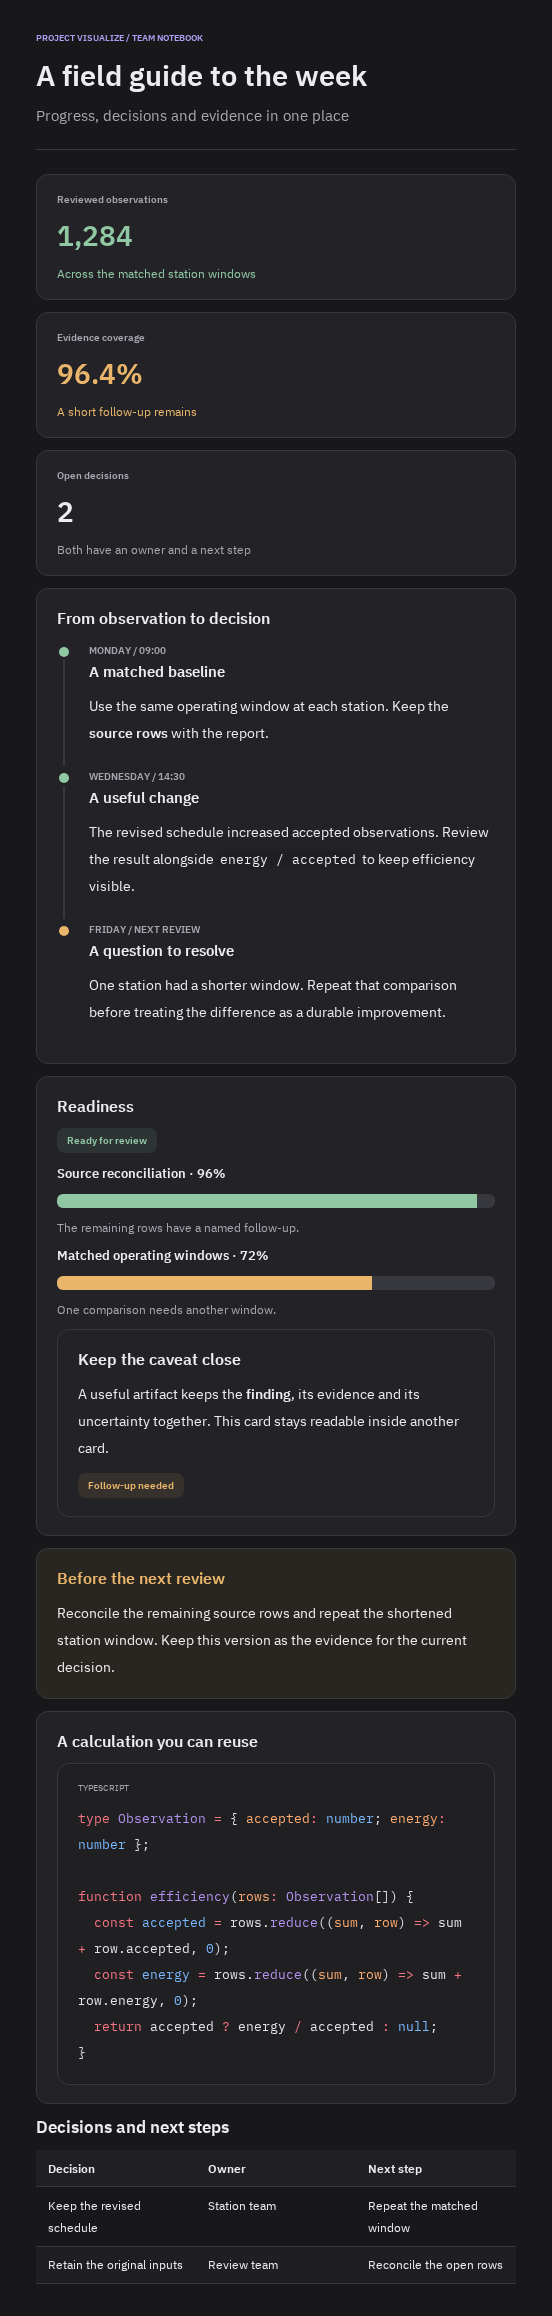 PROJECT VISUALIZE / TEAM NOTEBOOK
A field guide to the week
Progress, decisions and evidence in one place
Reviewed observations
1,284
Across the matched station windows
Evidence coverage
96.4%
A short follow-up remains
Open decisions
2
Both have an owner and a next step
From observation to decision
MONDAY / 09:00
A matched baseline
Use the same operating window at each station. Keep the
source rows with the report.
WEDNESDAY / 14:30
A useful change
The revised schedule increased accepted observations. Review
the result alongside energy / accepted to keep efficiency
visible.
FRIDAY / NEXT REVIEW
A question to resolve
One station had a shorter window. Repeat that comparison
before treating the difference as a durable improvement.
Readiness
Ready for review
Source reconciliation · 96%
The remaining rows have a named follow-up.
Matched operating windows · 72%
One comparison needs another window.
Keep the caveat close
A useful artifact keeps the finding, its evidence and its
uncertainty together. This card stays readable inside another
card.
Follow-up needed
Before the next review
Reconcile the remaining source rows and repeat the shortened
station window. Keep this version as the evidence for the current
decision.
A calculation you can reuse
TYPESCRIPT
type Observation = { accepted: number; energy:
number };
function efficiency(rows: Observation[]) {
  const accepted = rows.reduce((sum, row) => sum
+ row.accepted, 0);
  const energy = rows.reduce((sum, row) => sum +
row.energy, 0);
  return accepted ? energy / accepted : null;
}
Decisions and next steps
Decision Owner Next step
Keep the revised schedule Station team Repeat the matched window
Retain the original inputs Review team Reconcile the open rows